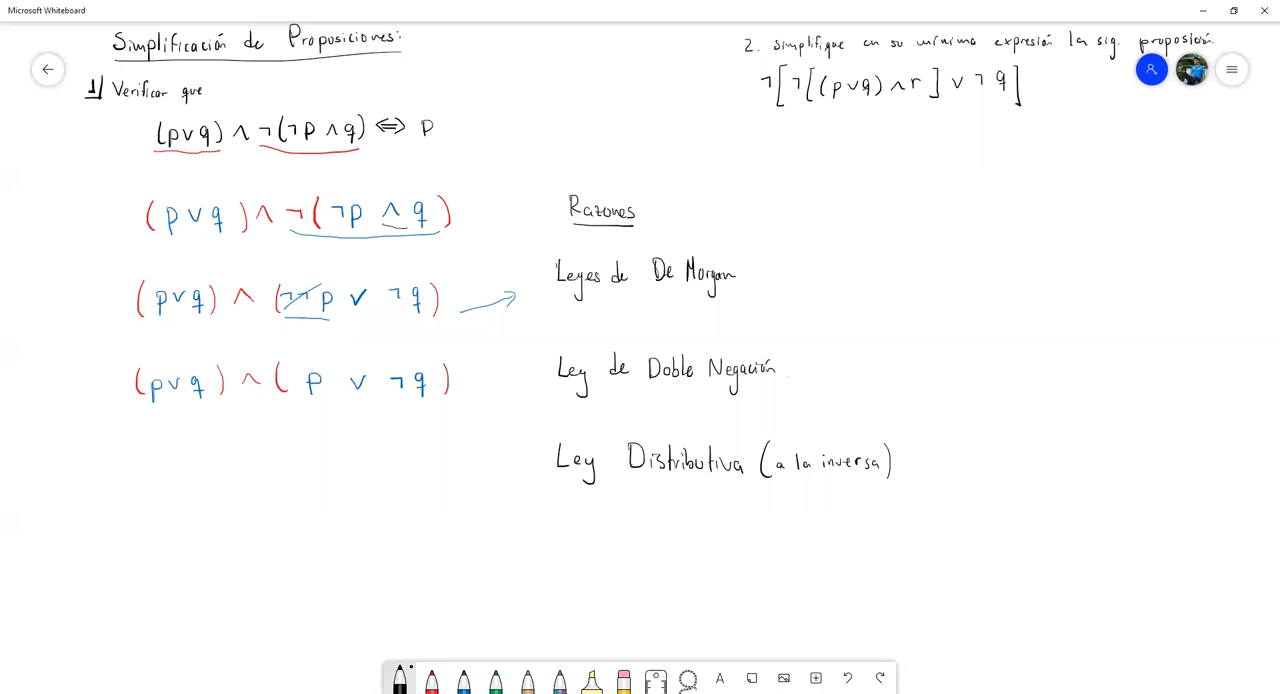 Microsoft Whiteboard
Simplificación de Proposiciones:
1) Verificar que
(p∨q) ∧ ¬(¬p ∧ q) ⇔ p
(p∨q) ∧ ¬(¬p ∧ q)
(p∨q) ∧ (¬¬p ∨ ¬q)
(p∨q) ∧ (p ∨ ¬q)
Razones
Leyes de De Morgan
Ley de Doble Negación.
Ley Distributiva (a la inversa)
2. simplifique en su mínima expresión la sig. proposición.
¬[¬[(p∨q) ∧ r] ∨ ¬q]
A